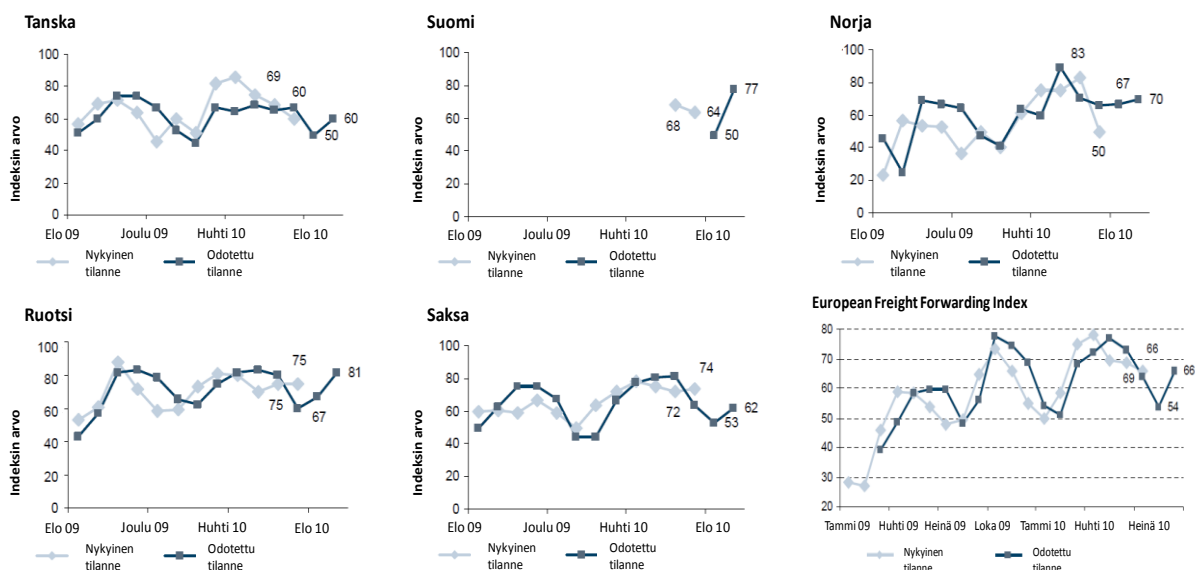 Tanska
Indeksin arvo
100
80
60
40
20
0
69
60
60
50
Elo 09
Joulu 09
Huhti 10
Elo 10
Nykyinen
tilanne
Odotettu
tilanne
Suomi
Indeksin arvo
100
80
60
40
20
0
77
68
64
50
Elo 09
Joulu 09
Huhti 10
Elo 10
Nykyinen
tilanne
Odotettu
tilanne
Norja
Indeksin arvo
100
80
60
40
20
0
83
67
70
50
Elo 09
Joulu 09
Huhti 10
Elo 10
Nykyinen
tilanne
Odotettu
tilanne
Ruotsi
Indeksin arvo
100
80
60
40
20
0
75
81
75
67
Elo 09
Joulu 09
Huhti 10
Elo 10
Nykyinen
tilanne
Odotettu
tilanne
Saksa
Indeksin arvo
100
80
60
40
20
0
74
72
62
53
Elo 09
Joulu 09
Huhti 10
Elo 10
Nykyinen
tilanne
Odotettu
tilanne
European Freight Forwarding Index
80
70
60
50
40
30
20
66
69
66
54
Tammi 09
Huhti 09
Heinä 09
Loka 09
Tammi 10
Huhti 10
Heinä 10
Nykyinen
tilanne
Odotettu
tilanne